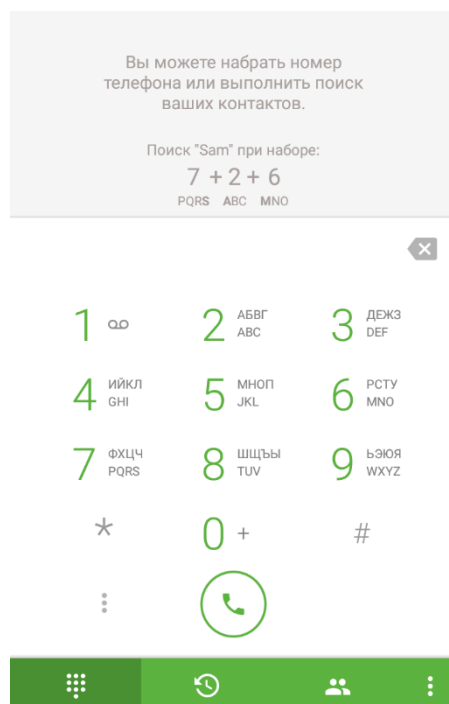 Вы можете набрать номер
телефона или выполнить поиск
ваших контактов.
Поиск "Sam" при наборе:
7 + 2 + 6
PQRS ABC MNO
1
2 АБВГ ABC
3 ДЕЖЗ DEF
4 ИЙКЛ GHI
5 МНОП JKL
6 РСТУ MNO
7 ФХЦЧ PQRS
8 ШЩЪЫ TUV
9 ЬЭЮЯ WXYZ
* 0 + #